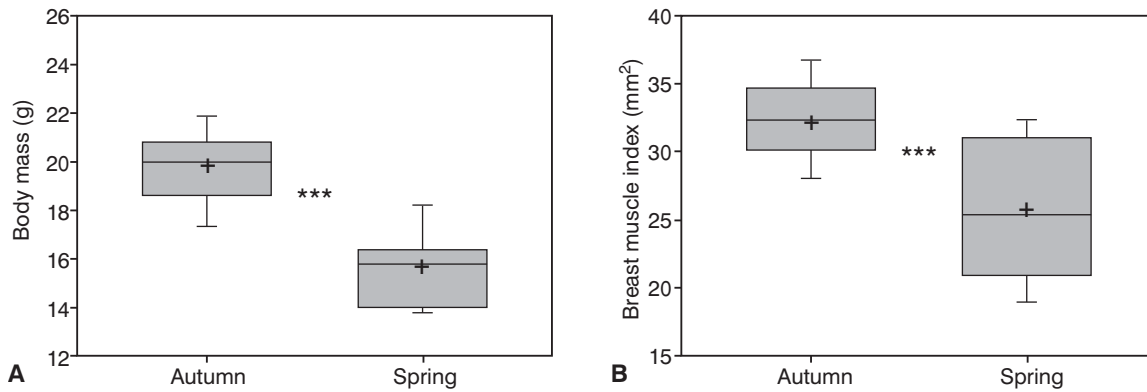 26
24
22
20
18
16
14
12
Body mass (g)
***
Autumn
Spring
A
40
35
30
25
20
15
Breast muscle index (mm²)
***
Autumn
Spring
B